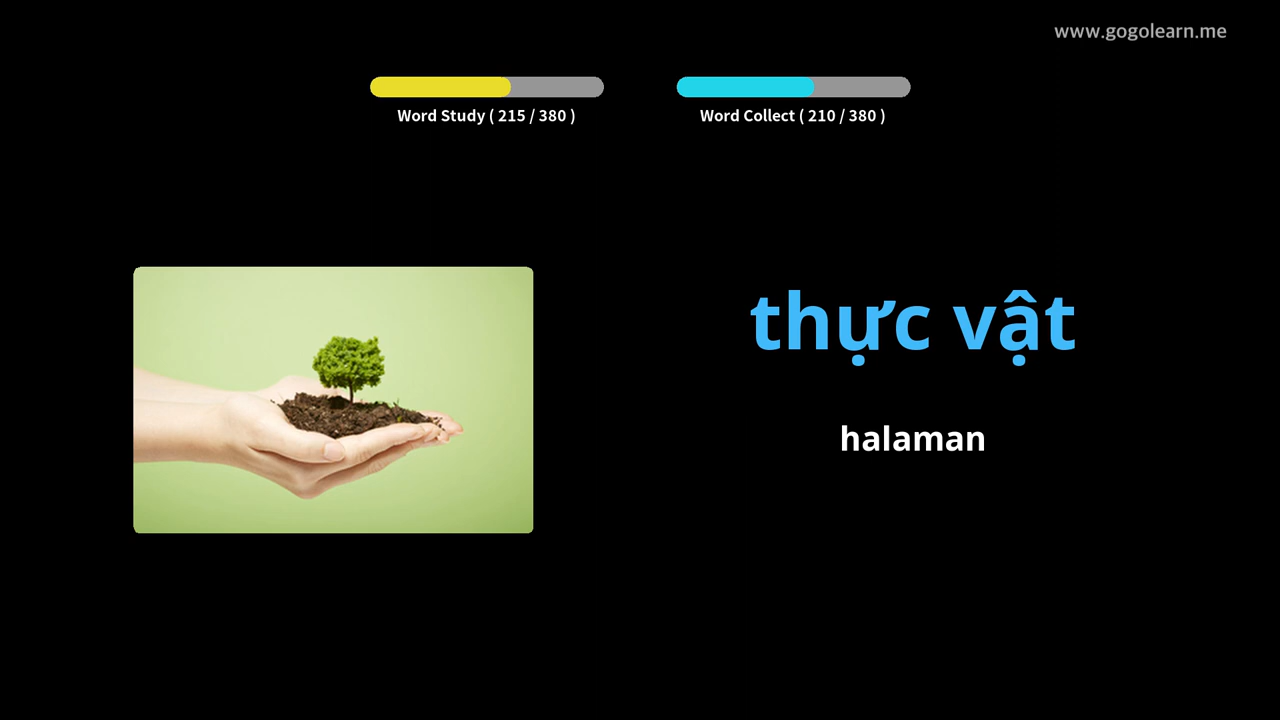 www.gogolearn.me
Word Study ( 215 / 380 )
Word Collect ( 210 / 380 )
thực vật
halaman